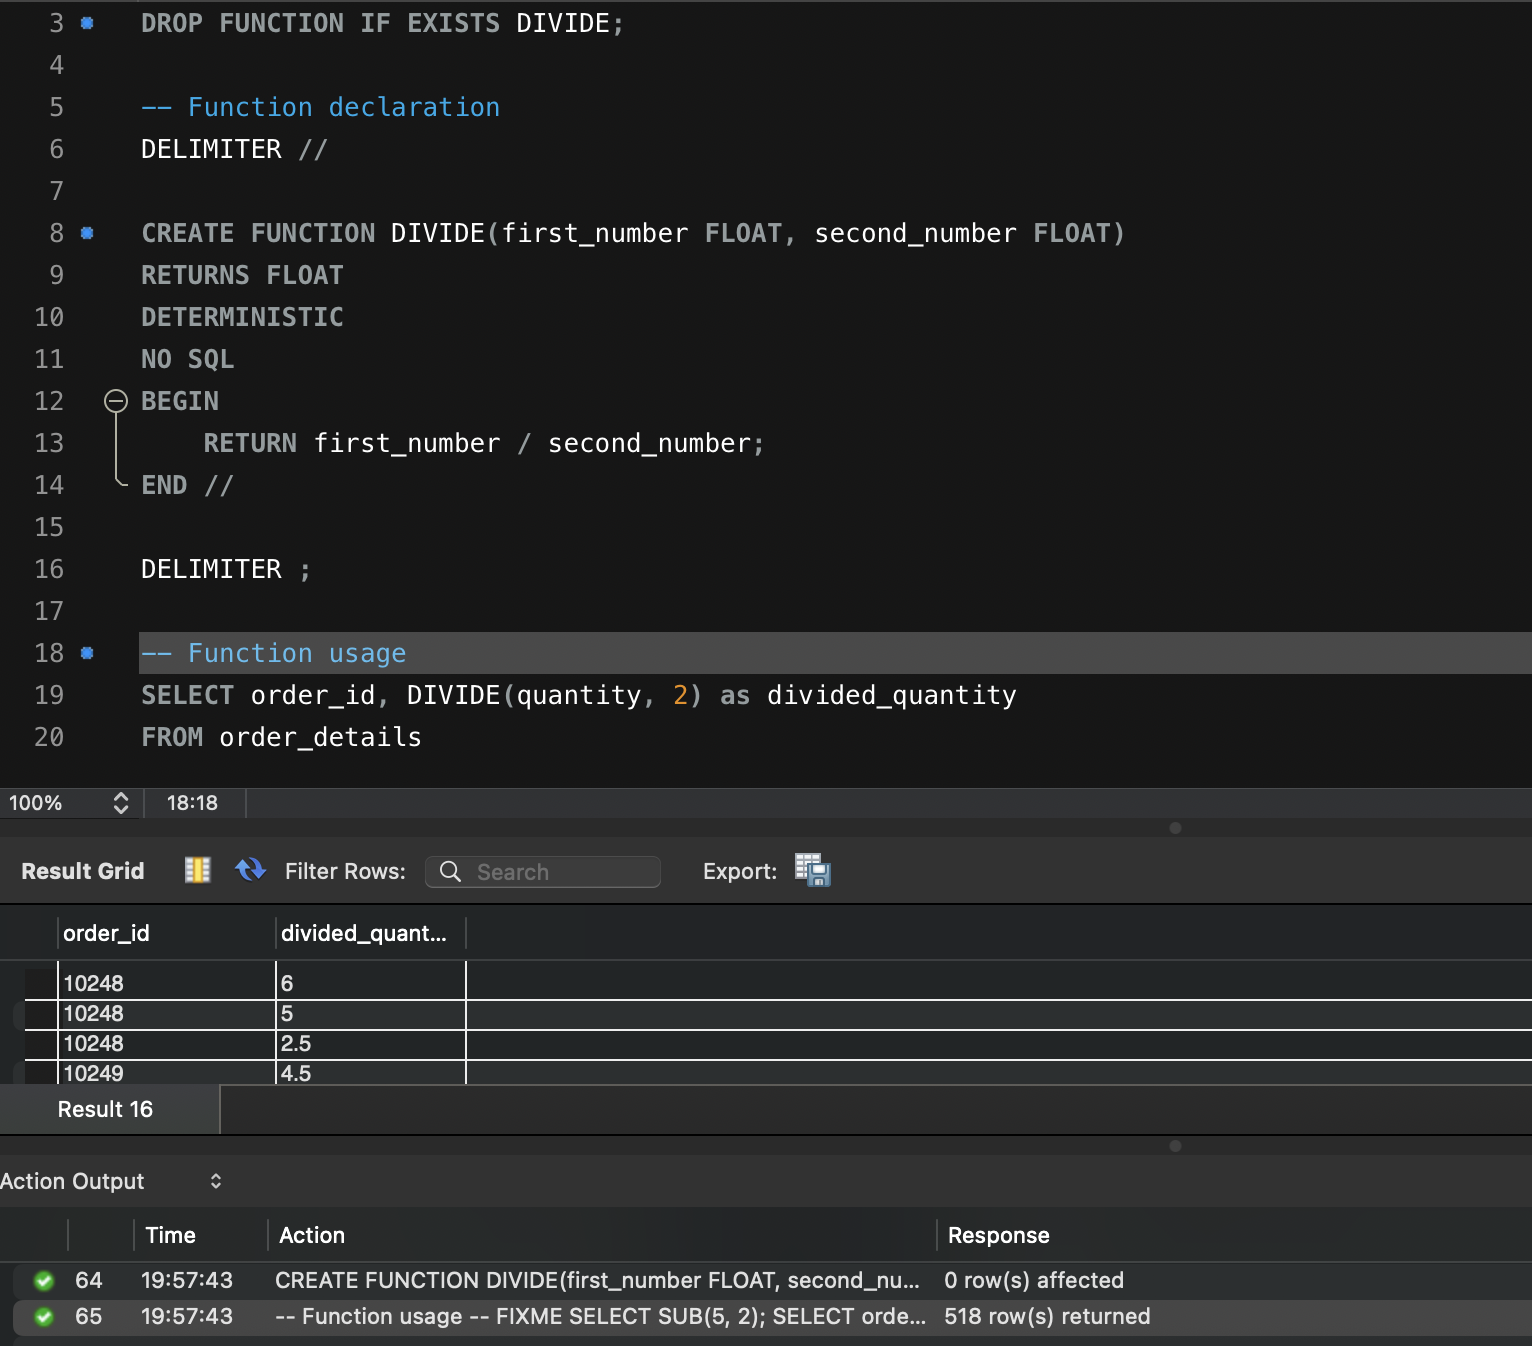 3 DROP FUNCTION IF EXISTS DIVIDE;
4
5 -- Function declaration
6 DELIMITER //
7
8 CREATE FUNCTION DIVIDE(first_number FLOAT, second_number FLOAT)
9 RETURNS FLOAT
10 DETERMINISTIC
11 NO SQL
12 BEGIN
13 RETURN first_number / second_number;
14 END //
15
16 DELIMITER ;
17
18 -- Function usage
19 SELECT order_id, DIVIDE(quantity, 2) as divided_quantity
20 FROM order_details
100% 18:18
Result Grid Filter Rows: Search Export:
order_id divided_quant...
10248 6
10248 5
10248 2.5
10249 4.5
Result 16
Action Output
Time Action Response
64 19:57:43 CREATE FUNCTION DIVIDE(first_number FLOAT, second_nu... 0 row(s) affected
65 19:57:43 -- Function usage -- FIXME SELECT SUB(5, 2); SELECT orde... 518 row(s) returned